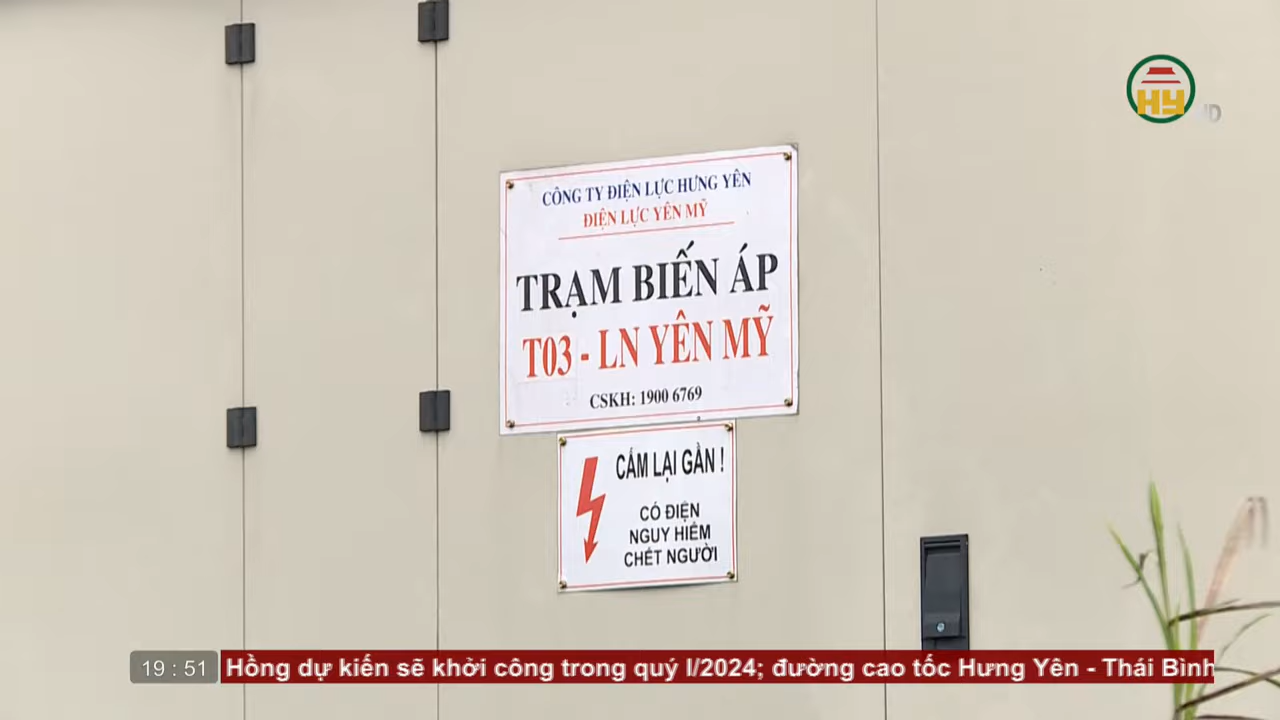 HY
CÔNG TY ĐIỆN LỰC HƯNG YÊN
ĐIỆN LỰC YÊN MỸ
TRẠM BIẾN ÁP
T03 - LN YÊN MỸ
CSKH: 1900 6769
CẤM LẠI GẦN !
CÓ ĐIỆN
NGUY HIỂM
CHẾT NGƯỜI
19 : 51 Hồng dự kiến sẽ khởi công trong quý I/2024; đường cao tốc Hưng Yên - Thái Bình